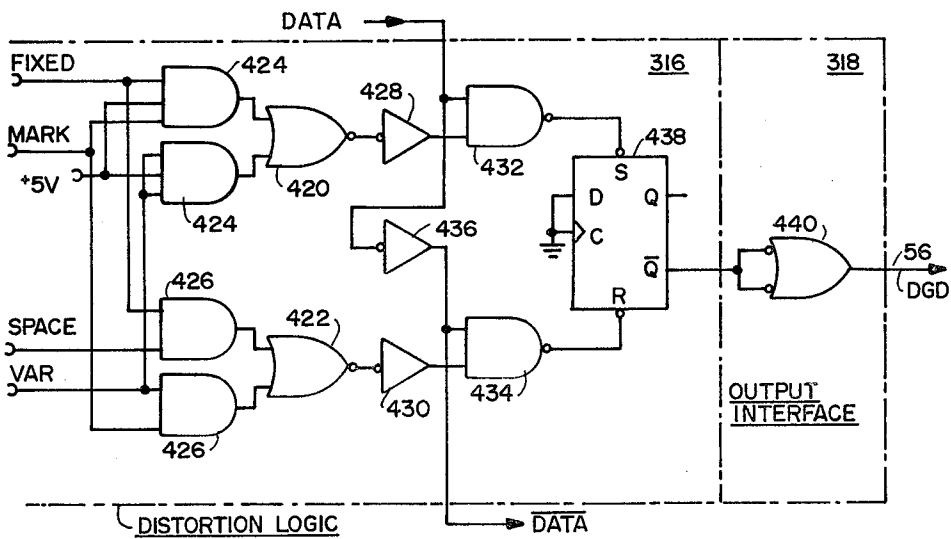 DATA
FIXED
424
428
316
318
MARK
+5V
420
432
438
424
S
D
Q
C
436
440
Q̅
56
DGD
426
R
422
SPACE
VAR
430
434
OUTPUT
INTERFACE
426
DISTORTION LOGIC
D̅A̅T̅A̅